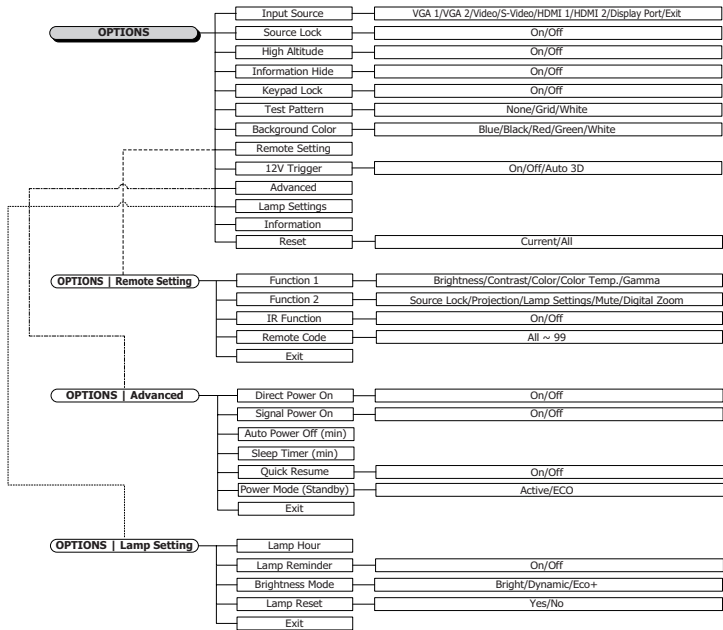 Input Source VGA 1/VGA 2/Video/S-Video/HDMI 1/HDMI 2/Display Port/Exit
OPTIONS Source Lock On/Off
High Altitude On/Off
Information Hide On/Off
Keypad Lock On/Off
Test Pattern None/Grid/White
Background Color Blue/Black/Red/Green/White
Remote Setting
12V Trigger On/Off/Auto 3D
Advanced
Lamp Settings
Information
Reset Current/All
OPTIONS | Remote Setting Function 1 Brightness/Contrast/Color/Color Temp./Gamma
Function 2 Source Lock/Projection/Lamp Settings/Mute/Digital Zoom
IR Function On/Off
Remote Code All ~ 99
Exit
OPTIONS | Advanced Direct Power On On/Off
Signal Power On On/Off
Auto Power Off (min)
Sleep Timer (min)
Quick Resume On/Off
Power Mode (Standby) Active/ECO
Exit
OPTIONS | Lamp Setting Lamp Hour
Lamp Reminder On/Off
Brightness Mode Bright/Dynamic/Eco+
Lamp Reset Yes/No
Exit